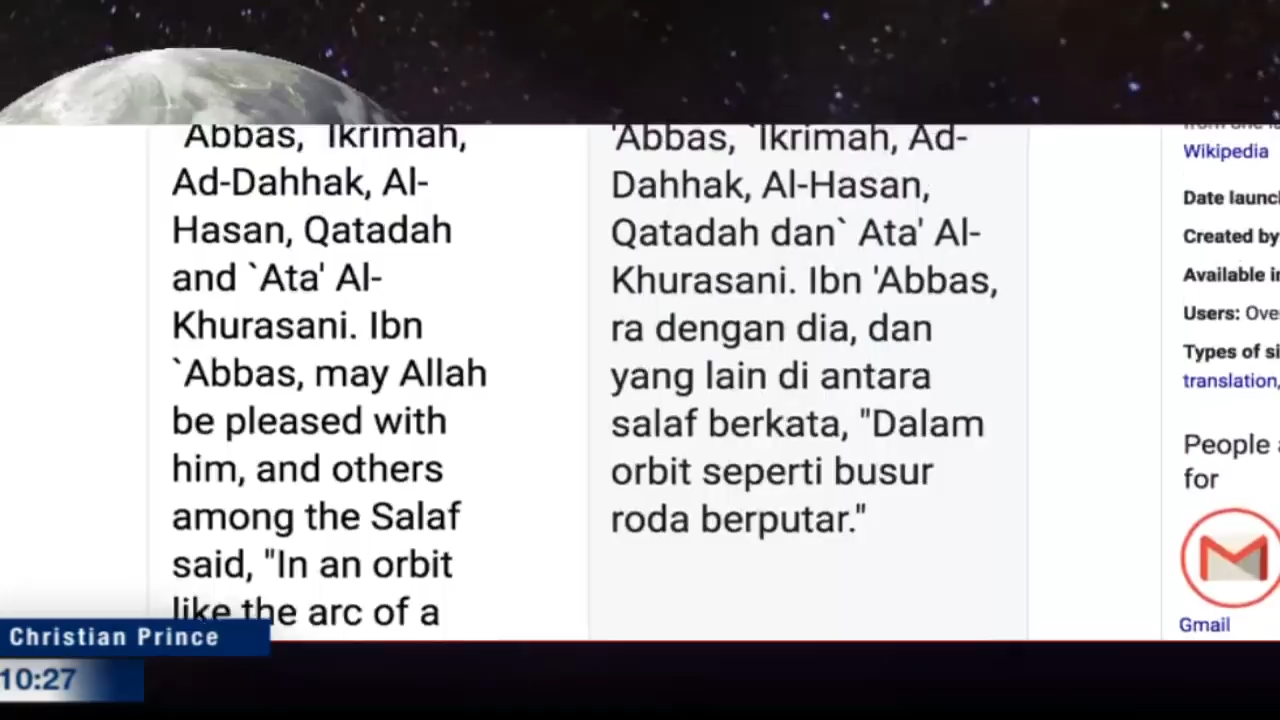 `Abbas, `Ikrimah,
Ad-Dahhak, Al-
Hasan, Qatadah
and `Ata' Al-
Khurasani. Ibn
`Abbas, may Allah
be pleased with
him, and others
among the Salaf
said, "In an orbit
like the arc of a
'Abbas, `Ikrimah, Ad-
Dahhak, Al-Hasan,
Qatadah dan` Ata' Al-
Khurasani. Ibn 'Abbas,
ra dengan dia, dan
yang lain di antara
salaf berkata, "Dalam
orbit seperti busur
roda berputar."
Wikipedia
Date launc
Created by
Available i
Users: Ove
Types of si
translation,
People
for
Gmail
Christian Prince
10:27